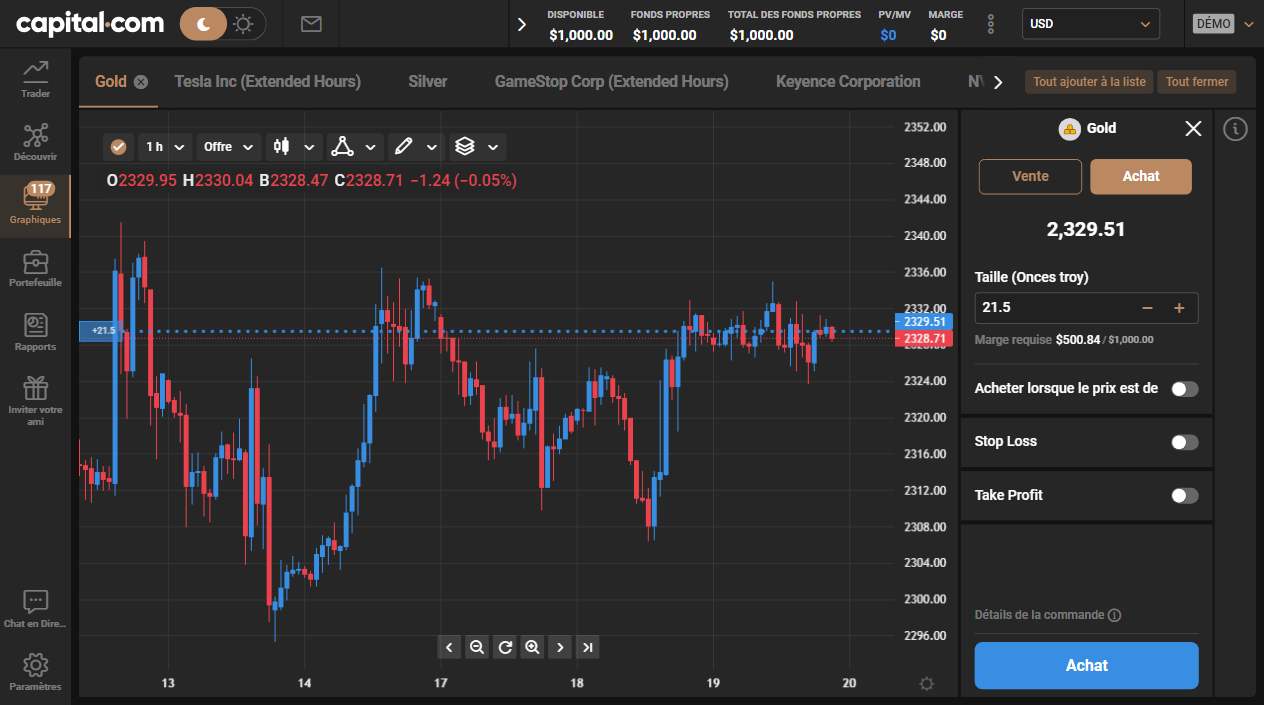 capital.com
DISPONIBLE
$1,000.00
FONDS PROPRES
$1,000.00
TOTAL DES FONDS PROPRES
$1,000.00
PV/MV
$0
MARGE
$0
USD
DÉMO
Trader
Découvrir
117
Graphiques
Portefeuille
Rapports
Inviter votre
ami
Chat en Dire...
Paramètres
Gold
Tesla Inc (Extended Hours)
Silver
GameStop Corp (Extended Hours)
Keyence Corporation
Tout ajouter à la liste
Tout fermer
1 h
Offre
O2329.95 H2330.04 B2328.47 C2328.71 −1.24 (−0.05%)
+21.5
2352.00
2348.00
2344.00
2340.00
2336.00
2332.00
2329.51
2328.71
2324.00
2320.00
2316.00
2312.00
2308.00
2304.00
2300.00
2296.00
13
14
17
18
19
20
Gold
Vente
Achat
2,329.51
Taille (Onces troy)
21.5
Marge requise $500.84 / $1,000.00
Acheter lorsque le prix est de
Stop Loss
Take Profit
Détails de la commande
Achat